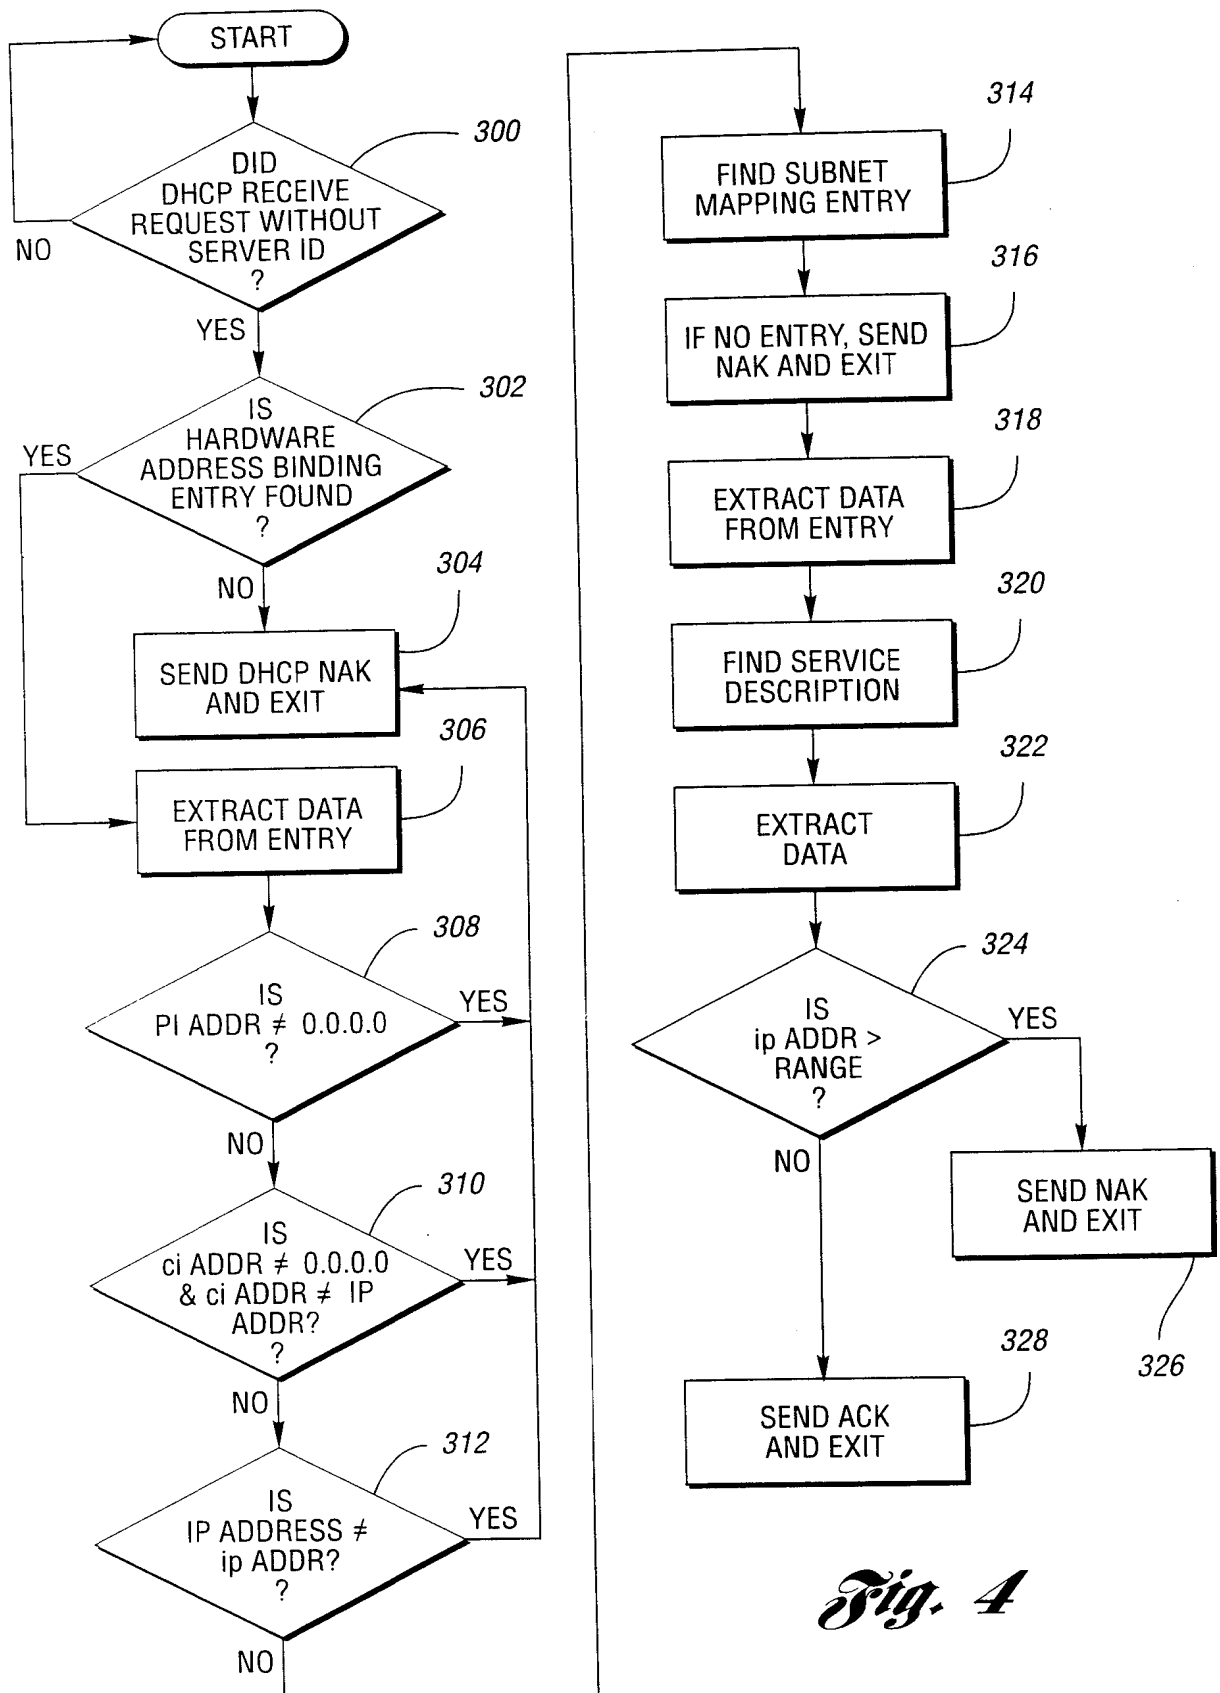 START
300
DID
DHCP RECEIVE
REQUEST WITHOUT
SERVER ID
?
NO
YES
302
IS
HARDWARE
ADDRESS BINDING
ENTRY FOUND
?
YES
NO
304
SEND DHCP NAK
AND EXIT
306
EXTRACT DATA
FROM ENTRY
308
IS
PI ADDR ≠ 0.0.0.0
?
YES
NO
310
IS
ci ADDR ≠ 0.0.0.0
& ci ADDR ≠ IP
ADDR?
?
YES
NO
312
IS
IP ADDRESS ≠
ip ADDR?
?
YES
NO
314
FIND SUBNET
MAPPING ENTRY
316
IF NO ENTRY, SEND
NAK AND EXIT
318
EXTRACT DATA
FROM ENTRY
320
FIND SERVICE
DESCRIPTION
322
EXTRACT
DATA
324
IS
ip ADDR >
RANGE
?
YES
NO
SEND NAK
AND EXIT
326
328
SEND ACK
AND EXIT
Fig. 4